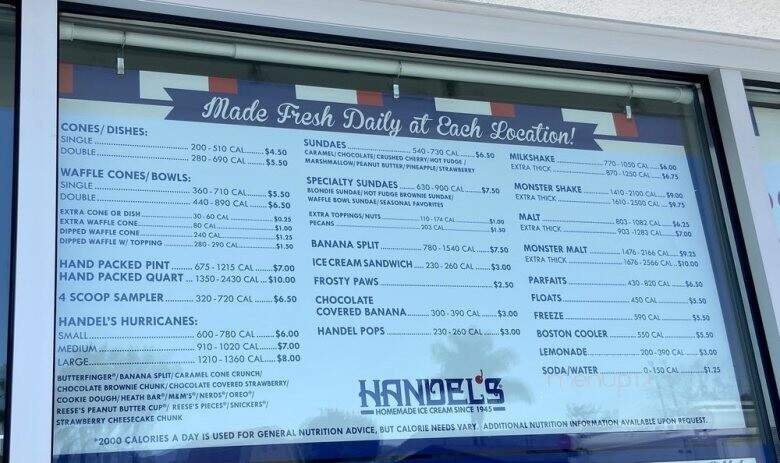 Made Fresh Daily at Each Location!
CONES/DISHES:
SINGLE 200 - 510 CAL $4.50
DOUBLE 280 - 690 CAL $5.50
WAFFLE CONES/BOWLS:
SINGLE 360 - 710 CAL $5.50
DOUBLE 440 - 890 CAL $6.50
EXTRA CONE OR DISH 30 - 60 CAL $0.25
EXTRA WAFFLE CONE 80 CAL $1.00
DIPPED WAFFLE CONE 240 CAL $1.25
DIPPED WAFFLE W/ TOPPING 280 - 290 CAL $1.50
HAND PACKED PINT 675 - 1215 CAL $7.00
HAND PACKED QUART 1350 - 2430 CAL $10.00
4 SCOOP SAMPLER 320 - 720 CAL $6.50
HANDEL'S HURRICANES:
SMALL 600 - 780 CAL $6.00
MEDIUM 910 - 1020 CAL $7.00
LARGE 1210 - 1360 CAL $8.00
BUTTERFINGER®/ BANANA SPLIT/ CARAMEL CONE CRUNCH/
CHOCOLATE BROWNIE CHUNK/ CHOCOLATE COVERED STRAWBERRY/
COOKIE DOUGH/ HEATH BAR®/ M&M'S®/ NERDS®/ OREO®/
REESE'S PEANUT BUTTER CUP®/ REESE'S PIECES®/ SNICKERS®/
STRAWBERRY CHEESECAKE CHUNK
SUNDAES 540 - 730 CAL $6.50
CARAMEL/ CHOCOLATE/ CRUSHED CHERRY/ HOT FUDGE/
MARSHMALLOW/ PEANUT BUTTER/ PINEAPPLE/ STRAWBERRY
SPECIALTY SUNDAES 630 - 900 CAL $7.50
BLONDIE SUNDAE/ HOT FUDGE BROWNIE SUNDAE/
WAFFLE BOWL SUNDAE/ SEASONAL FAVORITES
EXTRA TOPPINGS/NUTS 110 - 174 CAL $1.00
PECANS 203 CAL $1.50
BANANA SPLIT 780 - 1540 CAL $7.50
ICE CREAM SANDWICH 230 - 260 CAL $3.00
FROSTY PAWS $2.50
CHOCOLATE
COVERED BANANA 300 - 390 CAL $3.00
HANDEL POPS 230 - 260 CAL $3.00
HANDEL'S
HOMEMADE ICE CREAM SINCE 1945
MILKSHAKE 770 - 1050 CAL $6.00
EXTRA THICK 870 - 1250 CAL $6.75
MONSTER SHAKE 1410 - 2100 CAL $9.00
EXTRA THICK 1610 - 2500 CAL $9.75
MALT 803 - 1082 CAL $6.25
EXTRA THICK 903 - 1283 CAL $7.00
MONSTER MALT 1476 - 2166 CAL $9.25
EXTRA THICK 1676 - 2566 CAL $10.00
PARFAITS 430 - 820 CAL $6.50
FLOATS 450 CAL $5.50
FREEZE 590 CAL $5.50
BOSTON COOLER 550 CAL $5.50
LEMONADE 200 - 390 CAL $3.00
SODA/WATER 0 - 150 CAL $1.25
*2000 CALORIES A DAY IS USED FOR GENERAL NUTRITION ADVICE, BUT CALORIE NEEDS VARY. ADDITIONAL NUTRITION INFORMATION AVAILABLE UPON REQUEST.